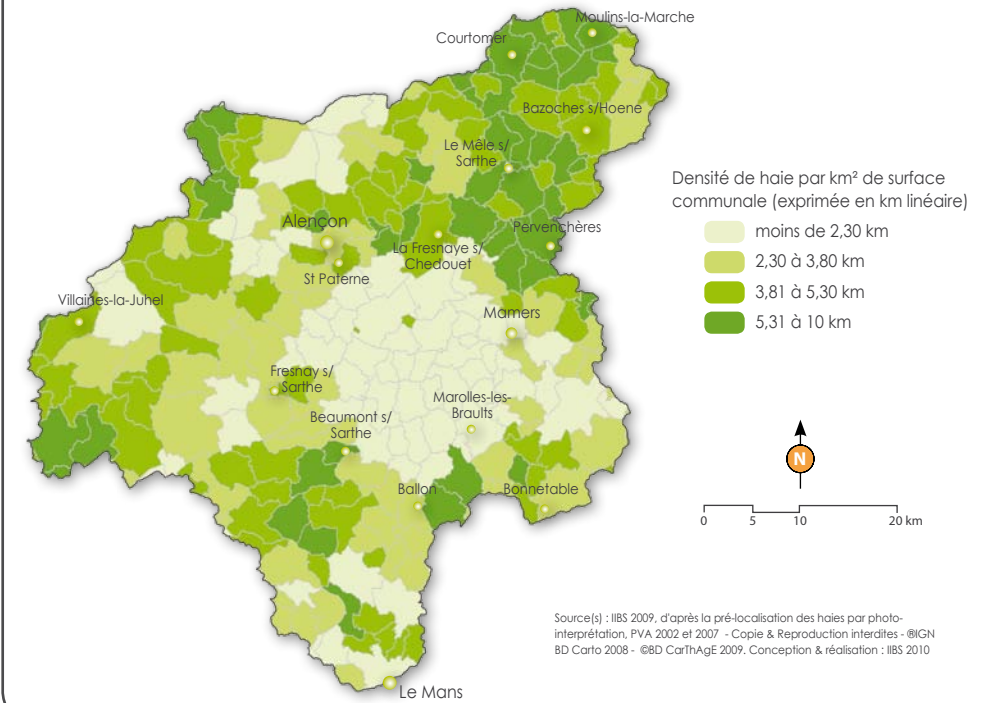 Moulins-la-Marche
Courtomer
Bazoches s/Hoene
Le Mêle s/
Sarthe
Densité de haie par km² de surface
communale (exprimée en km linéaire)
moins de 2,30 km
2,30 à 3,80 km
3,81 à 5,30 km
5,31 à 10 km
Alençon
Pervenchères
La Fresnaye s/
Chedouet
St Paterne
Villaines-la-Juhel
Mamers
Fresnay s/
Sarthe
Marolles-les-
Braults
Beaumont s/
Sarthe
Ballon
Bonnetable
N
0 5 10 20 km
Source(s) : IIBS 2009, d'après la pré-localisation des haies par photo-
interprétation, PVA 2002 et 2007 - Copie & Reproduction interdites - ®IGN
BD Carto 2008 - ©BD CarThAgE 2009. Conception & réalisation : IIBS 2010
Le Mans